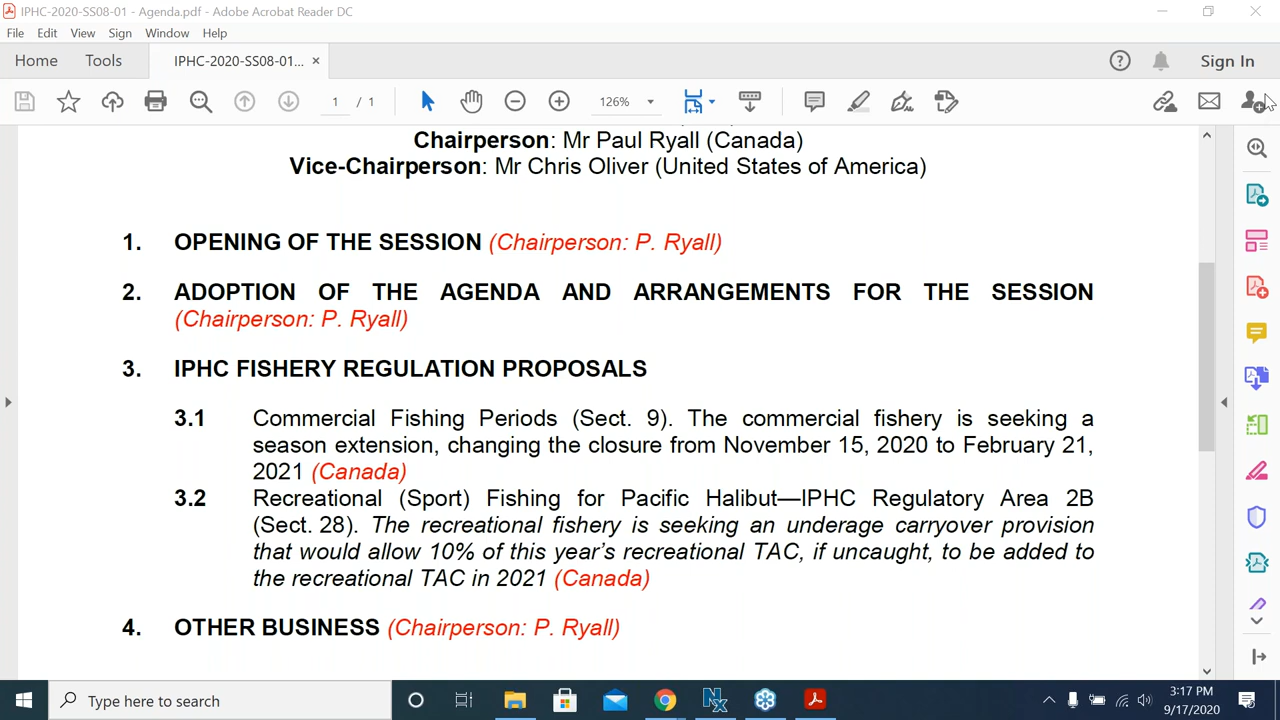 IPHC-2020-SS08-01 - Agenda.pdf - Adobe Acrobat Reader DC
File Edit View Sign Window Help
Home Tools IPHC-2020-SS08-01... × Sign In
1 / 1 126%
Chairperson: Mr Paul Ryall (Canada)
Vice-Chairperson: Mr Chris Oliver (United States of America)
1. OPENING OF THE SESSION (Chairperson: P. Ryall)
2. ADOPTION OF THE AGENDA AND ARRANGEMENTS FOR THE SESSION
(Chairperson: P. Ryall)
3. IPHC FISHERY REGULATION PROPOSALS
3.1 Commercial Fishing Periods (Sect. 9). The commercial fishery is seeking a
season extension, changing the closure from November 15, 2020 to February 21,
2021 (Canada)
3.2 Recreational (Sport) Fishing for Pacific Halibut—IPHC Regulatory Area 2B
(Sect. 28). The recreational fishery is seeking an underage carryover provision
that would allow 10% of this year's recreational TAC, if uncaught, to be added to
the recreational TAC in 2021 (Canada)
4. OTHER BUSINESS (Chairperson: P. Ryall)
Type here to search
3:17 PM
9/17/2020